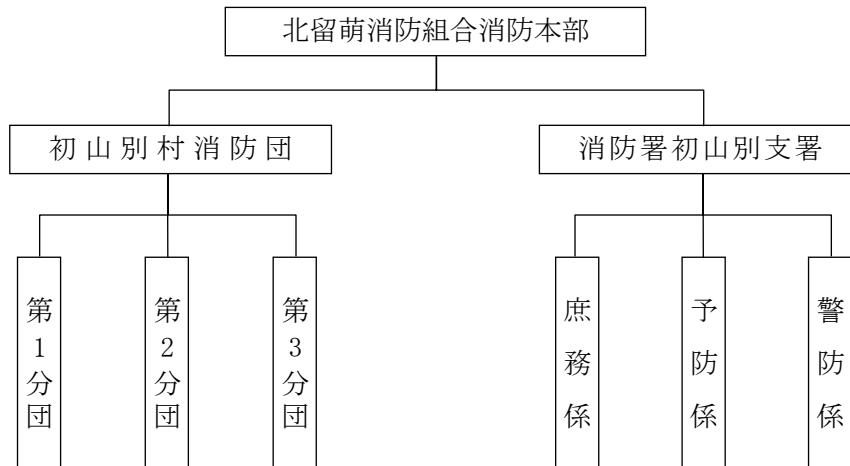 北留萌消防組合消防本部
初山別村消防団
消防署初山別支署
第1分団
第2分団
第3分団
庶務係
予防係
警防係